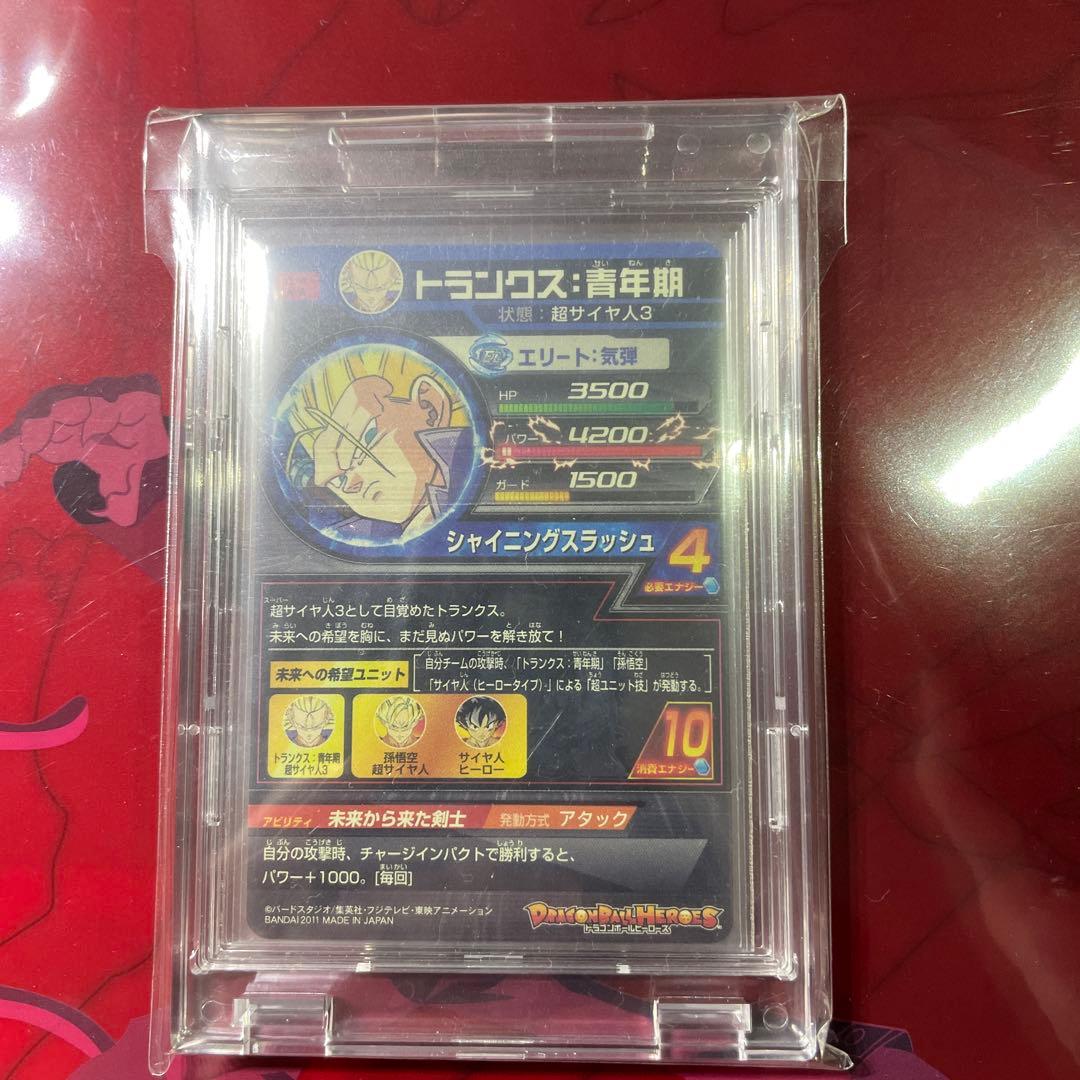 トランクス:青年期
状態:超サイヤ人3
エリート:気弾
HP 3500
パワー 4200
ガード 1500
シャイニングスラッシュ
4
必要エナジー
超サイヤ人3として目覚めたトランクス。
未来への希望を胸に、まだ見ぬパワーを解き放て!
未来への希望ユニット
自分チームの攻撃時、「トランクス:青年期」「孫悟空」
「サイヤ人(ヒーロータイプ)」による「超ユニット技」が発動する。
トランクス:青年期
超サイヤ人3
孫悟空
超サイヤ人
サイヤ人
ヒーロー
10
消費エナジー
アビリティ 未来から来た剣士 発動方式 アタック
自分の攻撃時、チャージインパクトで勝利すると、
パワー+1000。[毎回]
©バードスタジオ/集英社・フジテレビ・東映アニメーション
BANDAI 2011 MADE IN JAPAN
DRAGONBALL HEROES
ドラゴンボールヒーローズ